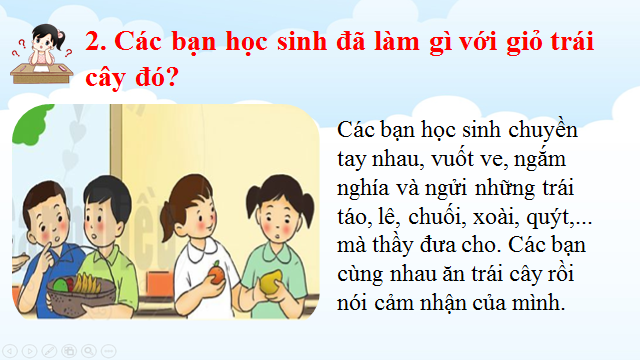 2. Các bạn học sinh đã làm gì với giỏ trái
cây đó?
Các bạn học sinh chuyền
tay nhau, vuốt ve, ngắm
nghía và ngửi những trái
táo, lê, chuối, xoài, quýt,...
mà thầy đưa cho. Các bạn
cùng nhau ăn trái cây rồi
nói cảm nhận của mình.